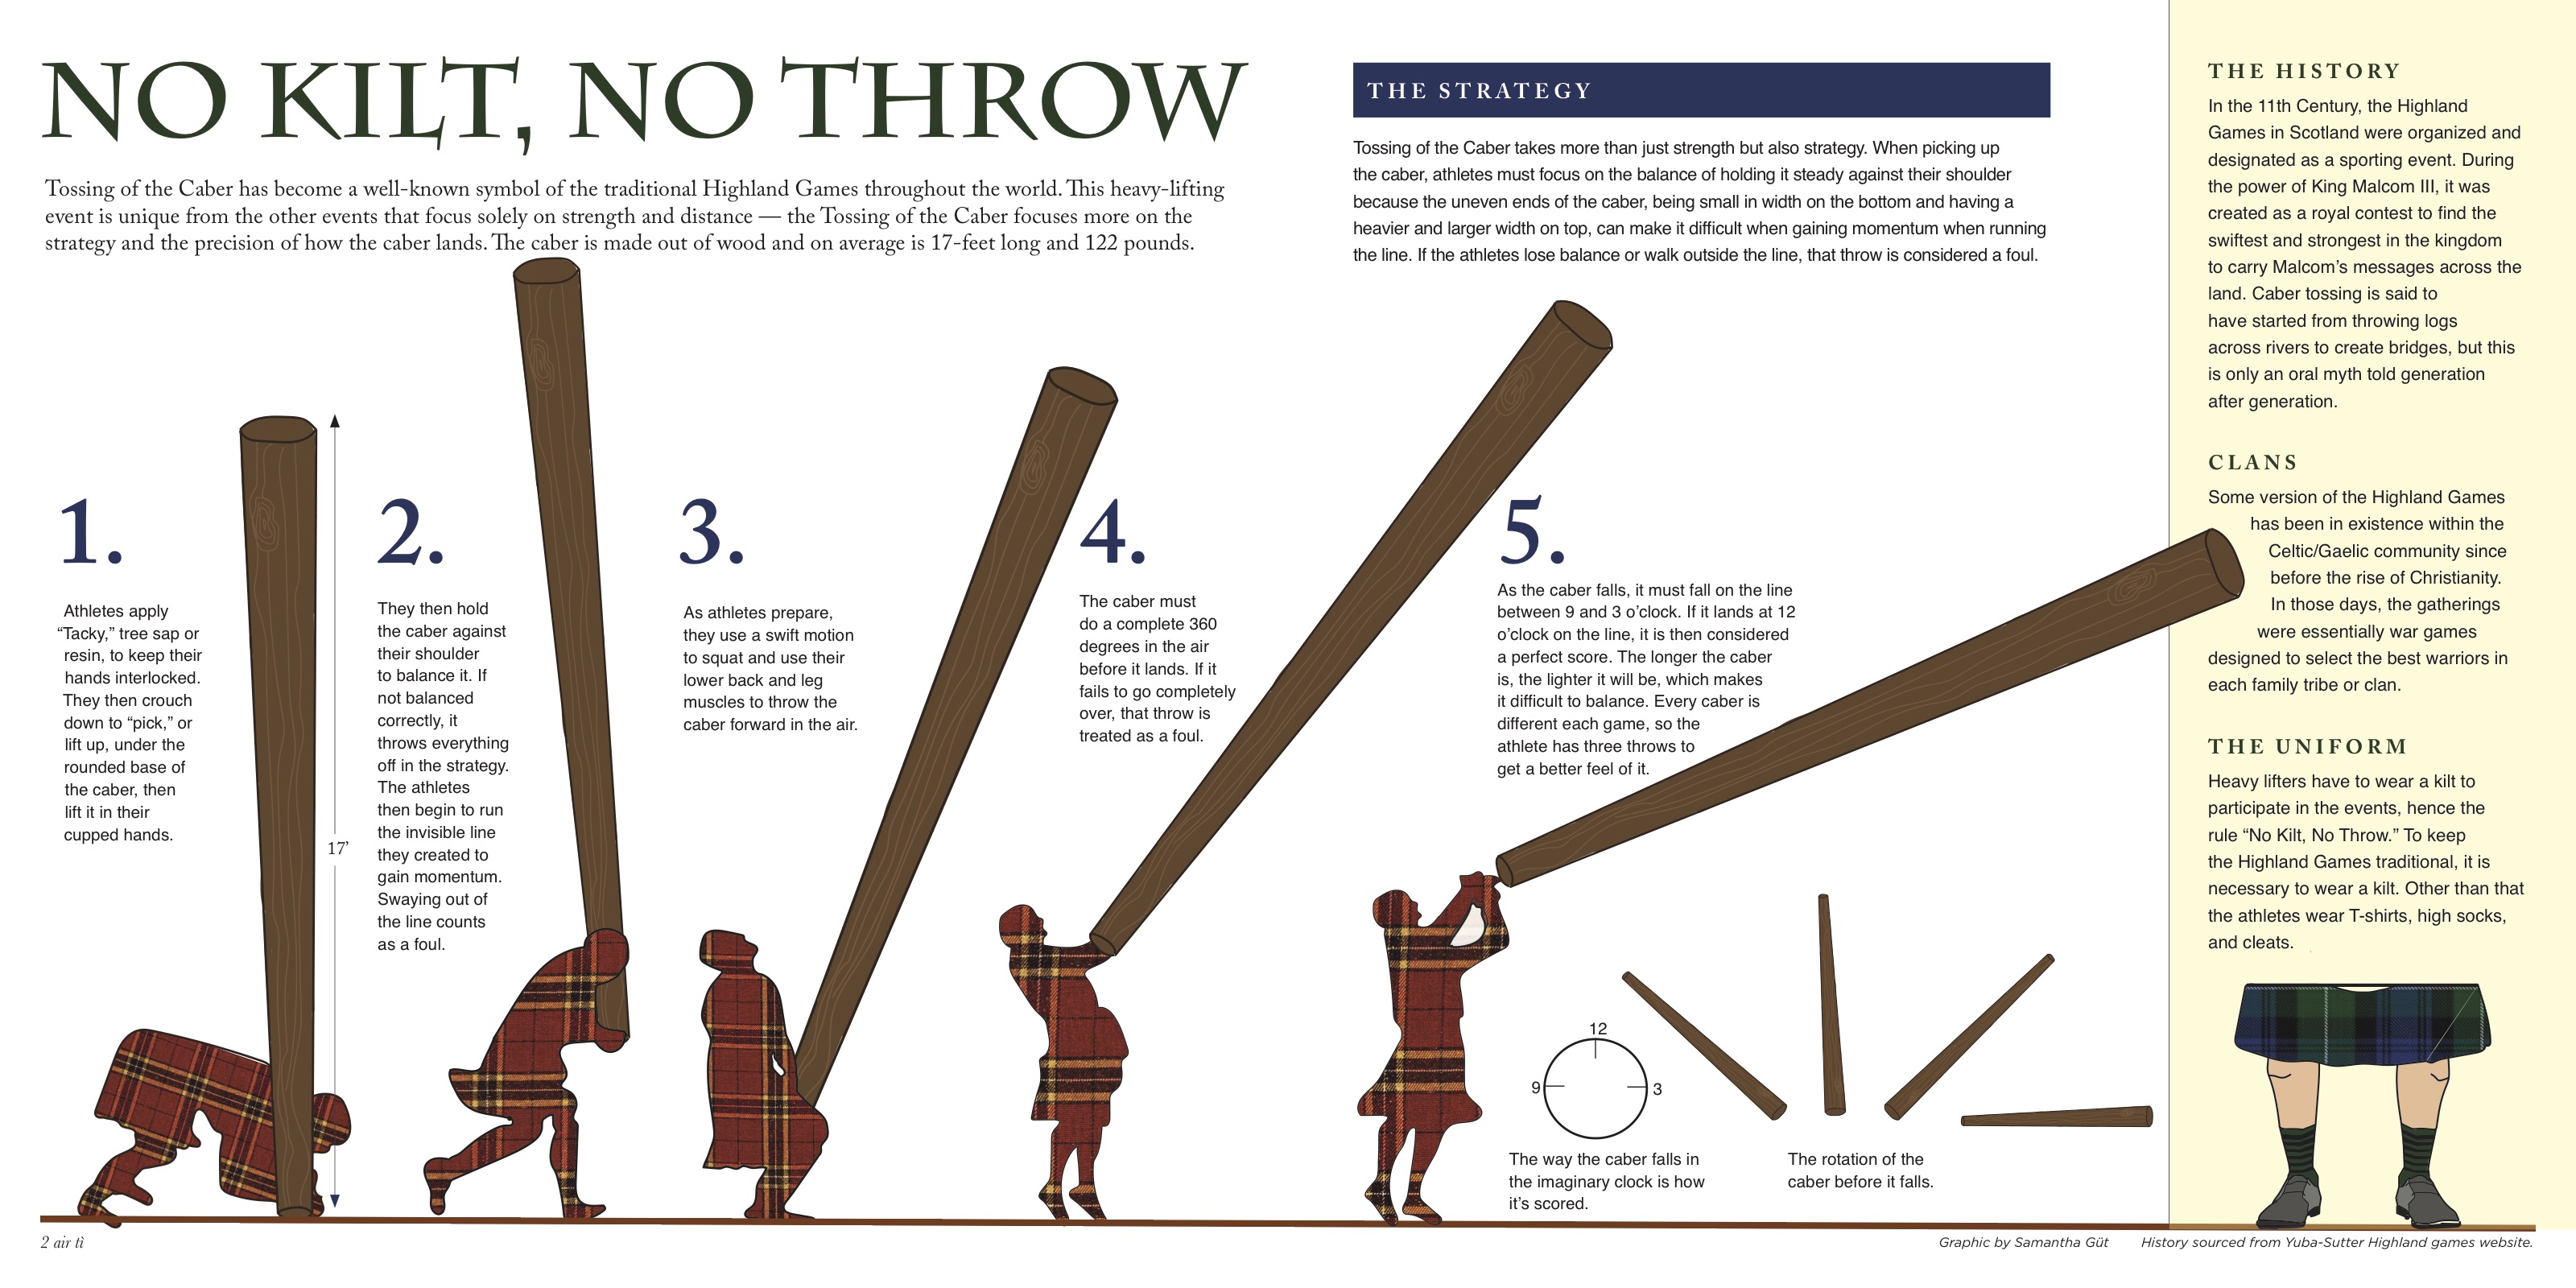 NO KILT, NO THROW
Tossing of the Caber has become a well-known symbol of the traditional Highland Games throughout the world. This heavy-lifting
event is unique from the other events that focus solely on strength and distance — the Tossing of the Caber focuses more on the
strategy and the precision of how the caber lands. The caber is made out of wood and on average is 17-feet long and 122 pounds.
1.
Athletes apply
“Tacky,” tree sap or
resin, to keep their
hands interlocked.
They then crouch
down to “pick,” or
lift up, under the
rounded base of
the caber, then
lift it in their
cupped hands.
17’
2.
They then hold
the caber against
their shoulder
to balance it. If
not balanced
correctly, it
throws everything
off in the strategy.
The athletes
then begin to run
the invisible line
they created to
gain momentum.
Swaying out of
the line counts
as a foul.
3.
As athletes prepare,
they use a swift motion
to squat and use their
lower back and leg
muscles to throw the
caber forward in the air.
4.
The caber must
do a complete 360
degrees in the air
before it lands. If it
fails to go completely
over, that throw is
treated as a foul.
THE STRATEGY
Tossing of the Caber takes more than just strength but also strategy. When picking up
the caber, athletes must focus on the balance of holding it steady against their shoulder
because the uneven ends of the caber, being small in width on the bottom and having a
heavier and larger width on top, can make it difficult when gaining momentum when running
the line. If the athletes lose balance or walk outside the line, that throw is considered a foul.
5.
As the caber falls, it must fall on the line
between 9 and 3 o’clock. If it lands at 12
o’clock on the line, it is then considered
a perfect score. The longer the caber
is, the lighter it will be, which makes
it difficult to balance. Every caber is
different each game, so the
athlete has three throws to
get a better feel of it.
12
9
3
The way the caber falls in
the imaginary clock is how
it’s scored.
The rotation of the
caber before it falls.
THE HISTORY
In the 11th Century, the Highland
Games in Scotland were organized and
designated as a sporting event. During
the power of King Malcom III, it was
created as a royal contest to find the
swiftest and strongest in the kingdom
to carry Malcom’s messages across the
land. Caber tossing is said to
have started from throwing logs
across rivers to create bridges, but this
is only an oral myth told generation
after generation.
CLANS
Some version of the Highland Games
has been in existence within the
Celtic/Gaelic community since
before the rise of Christianity.
In those days, the gatherings
were essentially war games
designed to select the best warriors in
each family tribe or clan.
THE UNIFORM
Heavy lifters have to wear a kilt to
participate in the events, hence the
rule “No Kilt, No Throw.” To keep
the Highland Games traditional, it is
necessary to wear a kilt. Other than that
the athletes wear T-shirts, high socks,
and cleats.
2 air tì
Graphic by Samantha Güt
History sourced from Yuba-Sutter Highland games website.